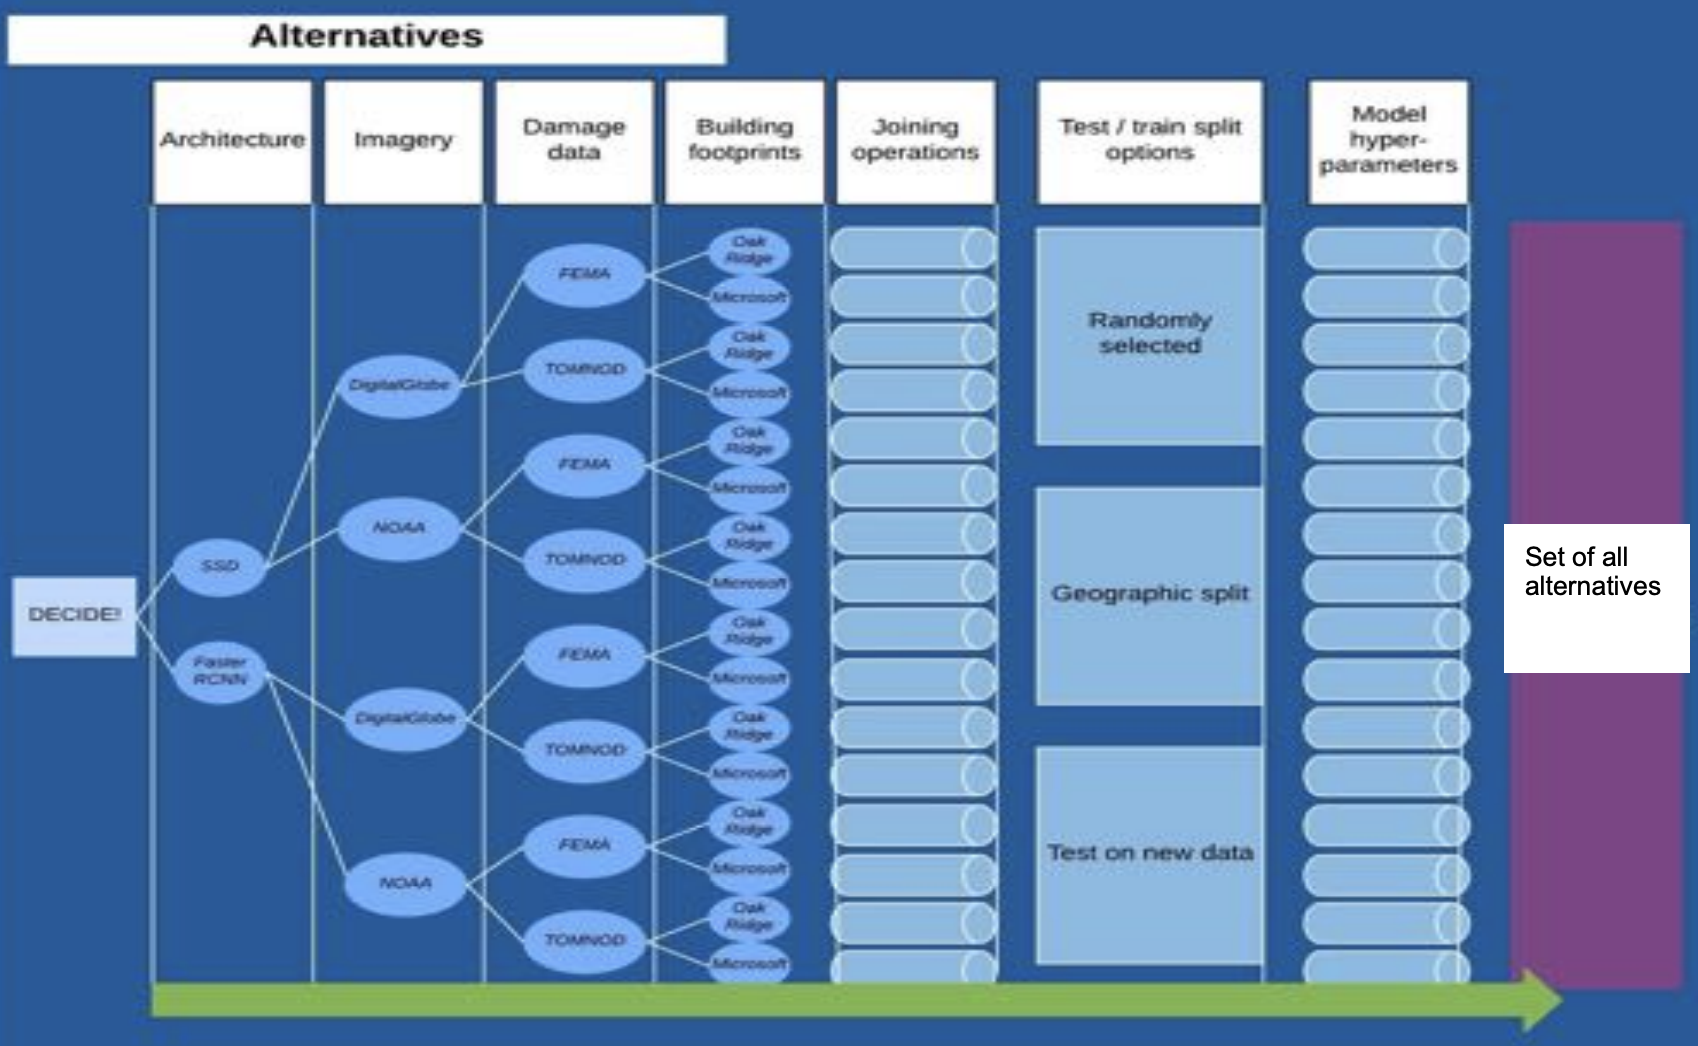 Alternatives
Architecture
Imagery
Damage
data
Building
footprints
Joining
operations
Test / train split
options
Model
hyper-
parameters
DECIDE!
SSD
Faster
RCNN
DigitalGlobe
NOAA
DigitalGlobe
NOAA
FEMA
TOMNOD
FEMA
TOMNOD
FEMA
TOMNOD
FEMA
TOMNOD
Oak
Ridge
Microsoft
Oak
Ridge
Microsoft
Oak
Ridge
Microsoft
Oak
Ridge
Microsoft
Oak
Ridge
Microsoft
Oak
Ridge
Microsoft
Oak
Ridge
Microsoft
Oak
Ridge
Microsoft
Randomly
selected
Geographic split
Test on new data
Set of all
alternatives